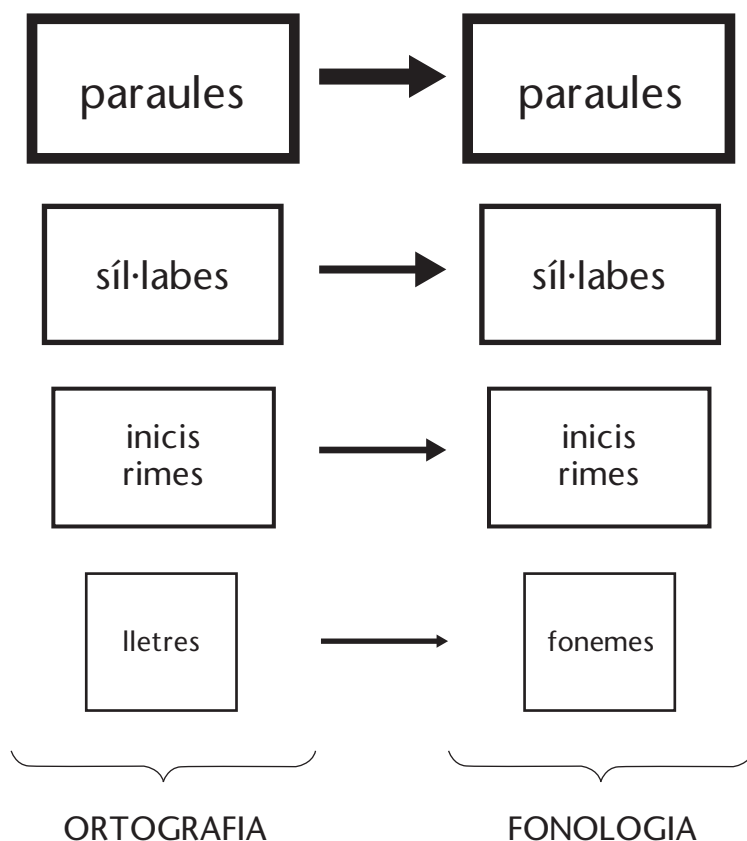 paraules
paraules
síl·labes
síl·labes
inicis
rimes
inicis
rimes
lletres
fonemes
ORTOGRAFIA
FONOLOGIA